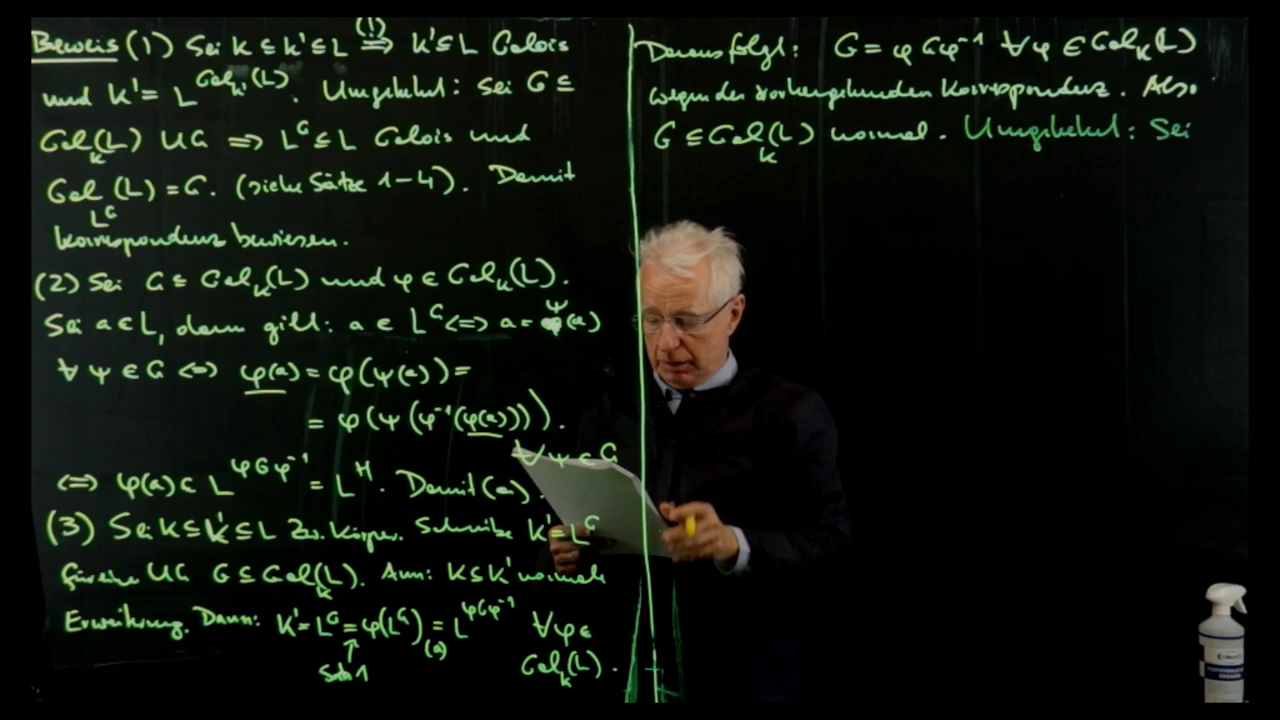 Beweis (1) Sei K ⊆ K' ⊆ L (!) ⟹ K' ⊆ L Galois
und K' = L^{Gal_{K'}(L)}. Umgekehrt: Sei G ⊆
Gal_K(L) UG ⟹ L^G ⊆ L Galois und
Gal_{L^G}(L) = G. (siehe Sätze 1-4). Damit
Korrespondenz bewiesen.
(2) Sei G ⊆ Gal_K(L) und φ ∈ Gal_K(L).
Sei a ∈ L, dann gilt: a ∈ L^G ⟺ a = ψ(a)
∀ ψ ∈ G ⟺ φ(a) = φ(ψ(a)) =
= φ(ψ(φ^{-1}(φ(a)))).
∀ ψ ∈ G
⟺ φ(a) ∈ L^{φGφ^{-1}} = L^H. Damit (a).
(3) Sei K ⊆ K' ⊆ L Zw. Körper. Schreibe K' = L^G
für eine UG G ⊆ Gal_K(L). Ann: K ⊆ K' normale
Erweiterung. Dann: K' = L^G = φ(L^G) = L^{φGφ^{-1}} ∀φ ∈
↑ (a) Gal_K(L).
Satz 1
Daraus folgt: G = φGφ^{-1} ∀φ ∈ Gal_K(L)
wegen der vorhergehenden Korrespondenz. Also
G ⊆ Gal_K(L) normal. Umgekehrt: Sei